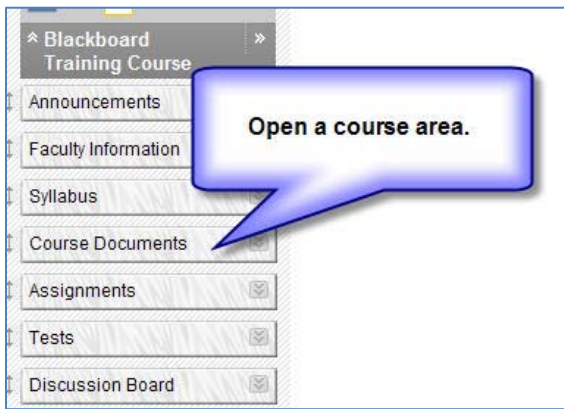 Blackboard
Training Course
Announcements
Open a course area.
Faculty Information
Syllabus
Course Documents
Assignments
Tests
Discussion Board